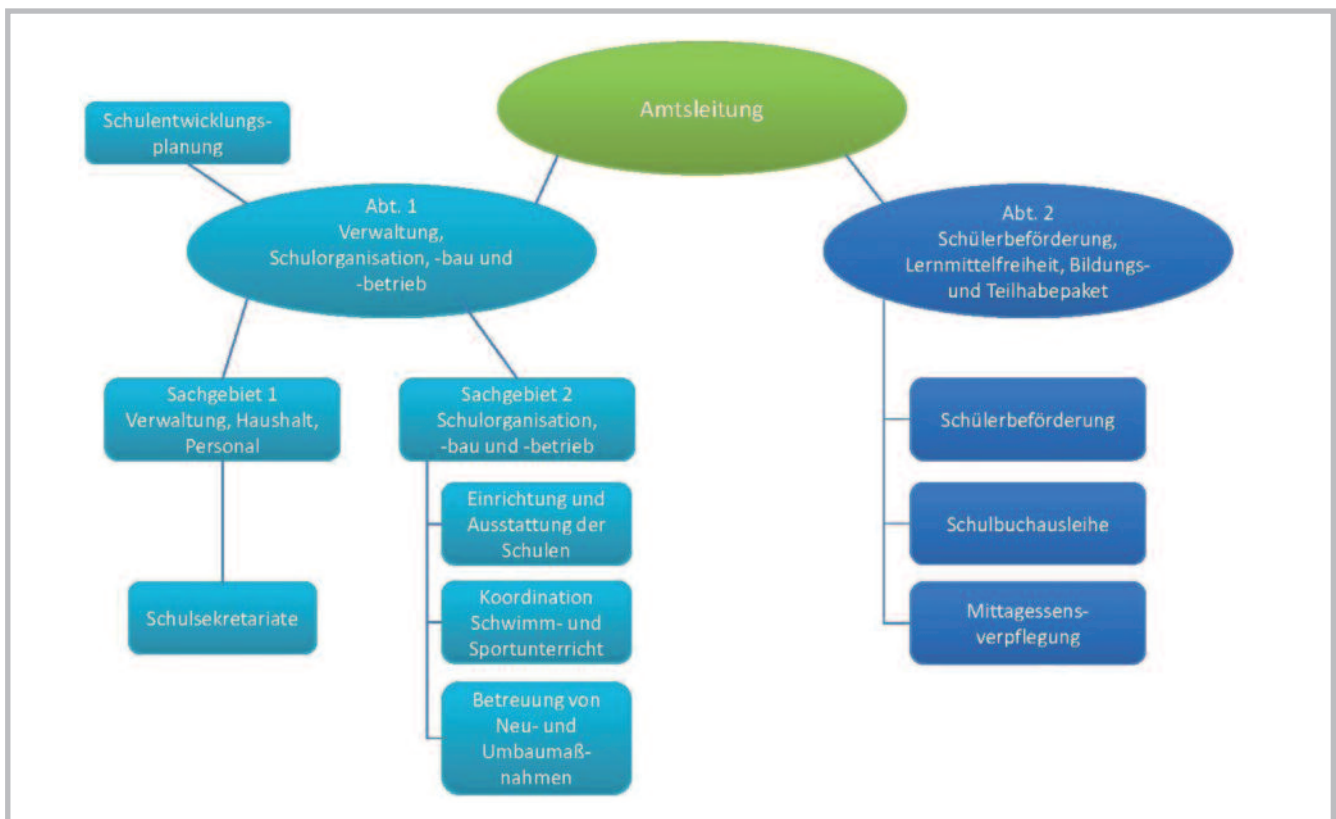 Amtsleitung
Schulentwicklungs-
planung
Abt. 1
Verwaltung,
Schulorganisation, -bau und
-betrieb
Abt. 2
Schülerbeförderung,
Lernmittelfreiheit, Bildungs-
und Teilhabepaket
Sachgebiet 1
Verwaltung, Haushalt,
Personal
Sachgebiet 2
Schulorganisation,
-bau und -betrieb
Schülerbeförderung
Einrichtung und
Ausstattung der
Schulen
Schulbuchausleihe
Schulsekretariate
Koordination
Schwimm- und
Sportunterricht
Mittagessens-
verpflegung
Betreuung von
Neu- und
Umbaumaß-
nahmen